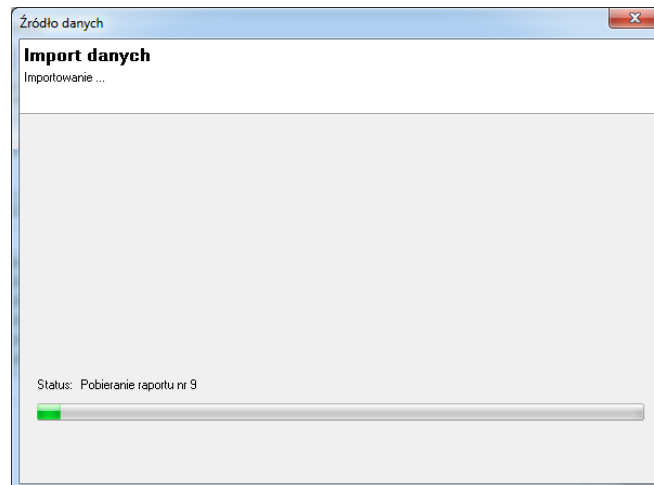 Źródło danych
Import danych
Importowanie ...
Status: Pobieranie raportu nr 9